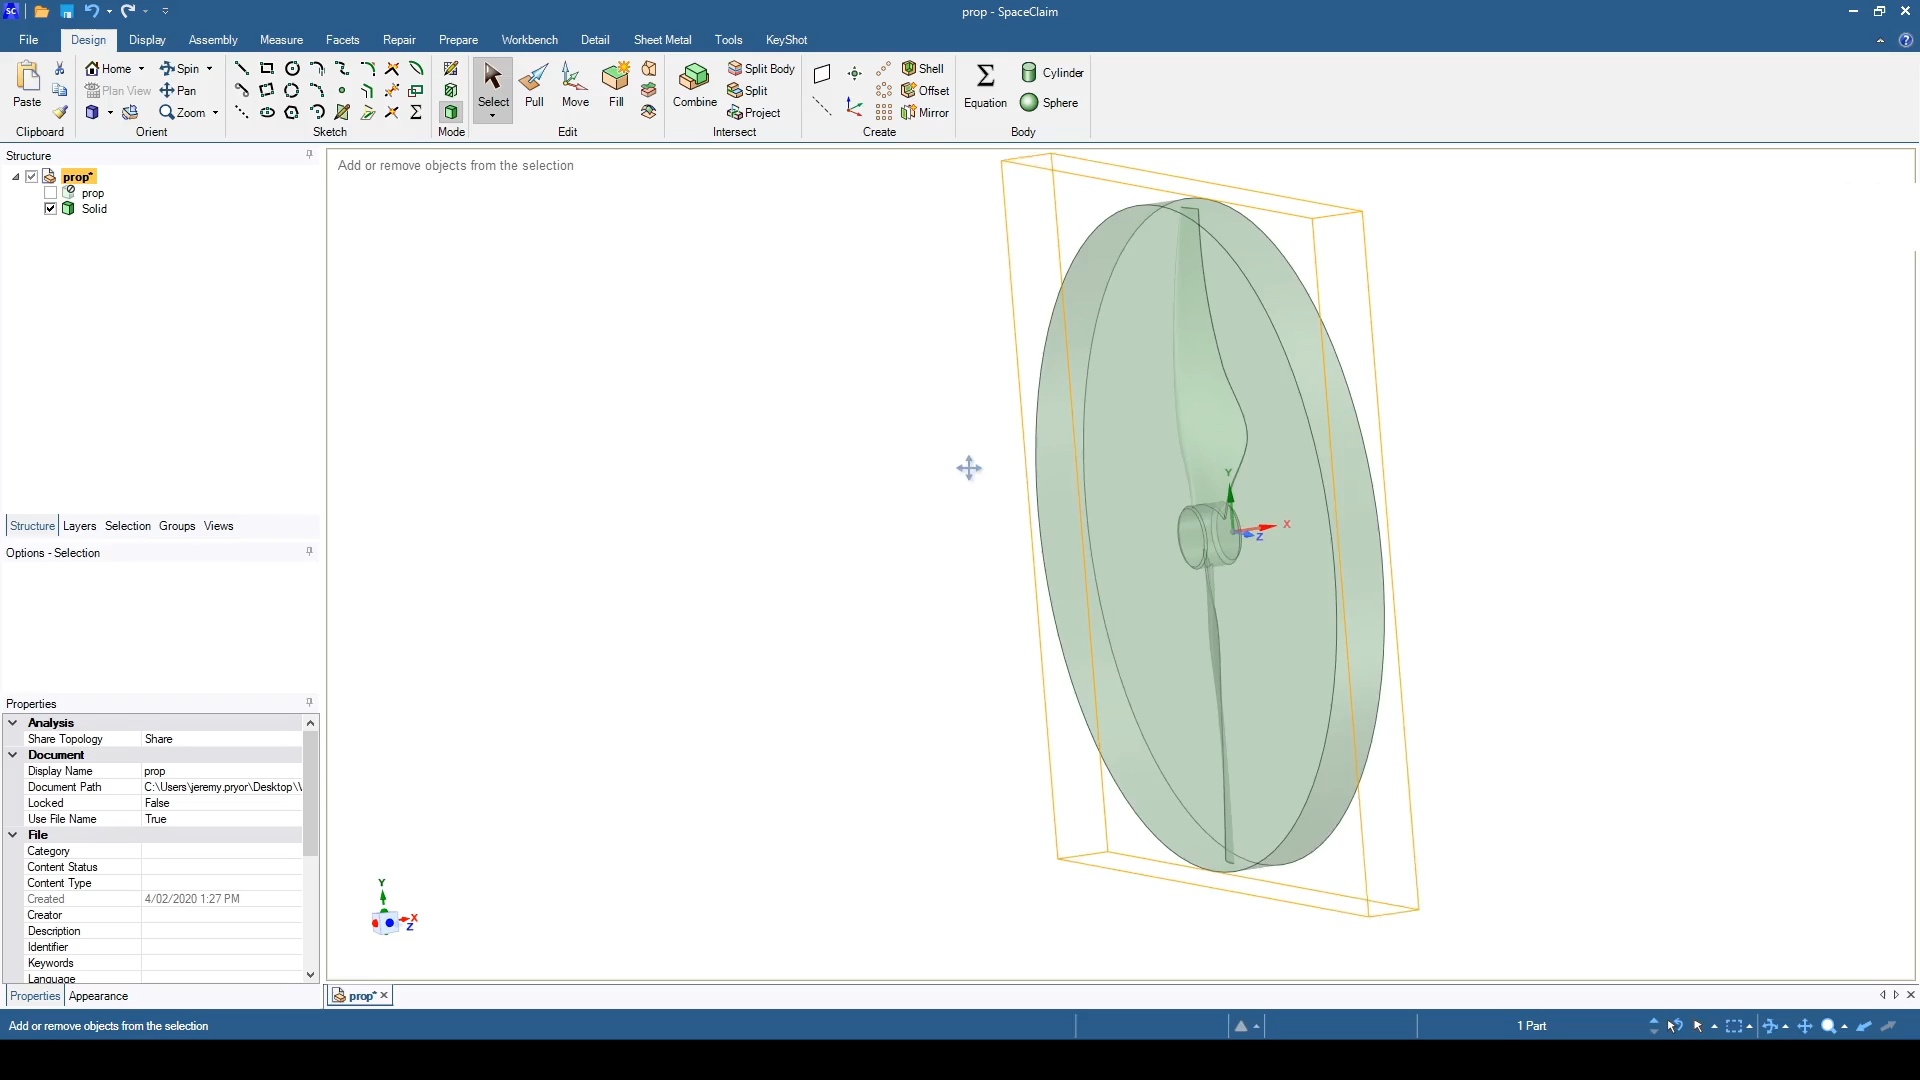 SC
prop - SpaceClaim
File Design Display Assembly Measure Facets Repair Prepare Workbench Detail Sheet Metal Tools KeyShot
Paste
Clipboard
Home Spin
Plan View Pan
Zoom
Orient
Sketch
Mode
Select Pull Move Fill
Edit
Combine
Split Body
Split
Project
Intersect
Shell
Offset
Mirror
Create
Equation
Cylinder
Sphere
Body
Structure
prop*
prop
Solid
Structure Layers Selection Groups Views
Options - Selection
Properties
Analysis
Share Topology Share
Document
Display Name prop
Document Path C:\Users\jeremy.pryor\Desktop\
Locked False
Use File Name True
File
Category
Content Status
Content Type
Created 4/02/2020 1:27 PM
Creator
Description
Identifier
Keywords
Language
Properties Appearance
Add or remove objects from the selection
Y
X
Z
Y
X
Z
prop*
Add or remove objects from the selection
1 Part